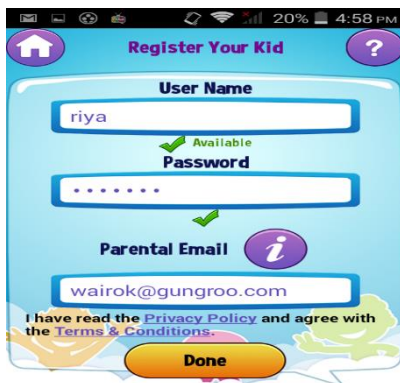 20% 4:58 PM
Register Your Kid ?
User Name
riya
Available
Password
•••••••
Parental Email i
wairok@gungroo.com
I have read the Privacy Policy and agree with
the Terms & Conditions.
Done